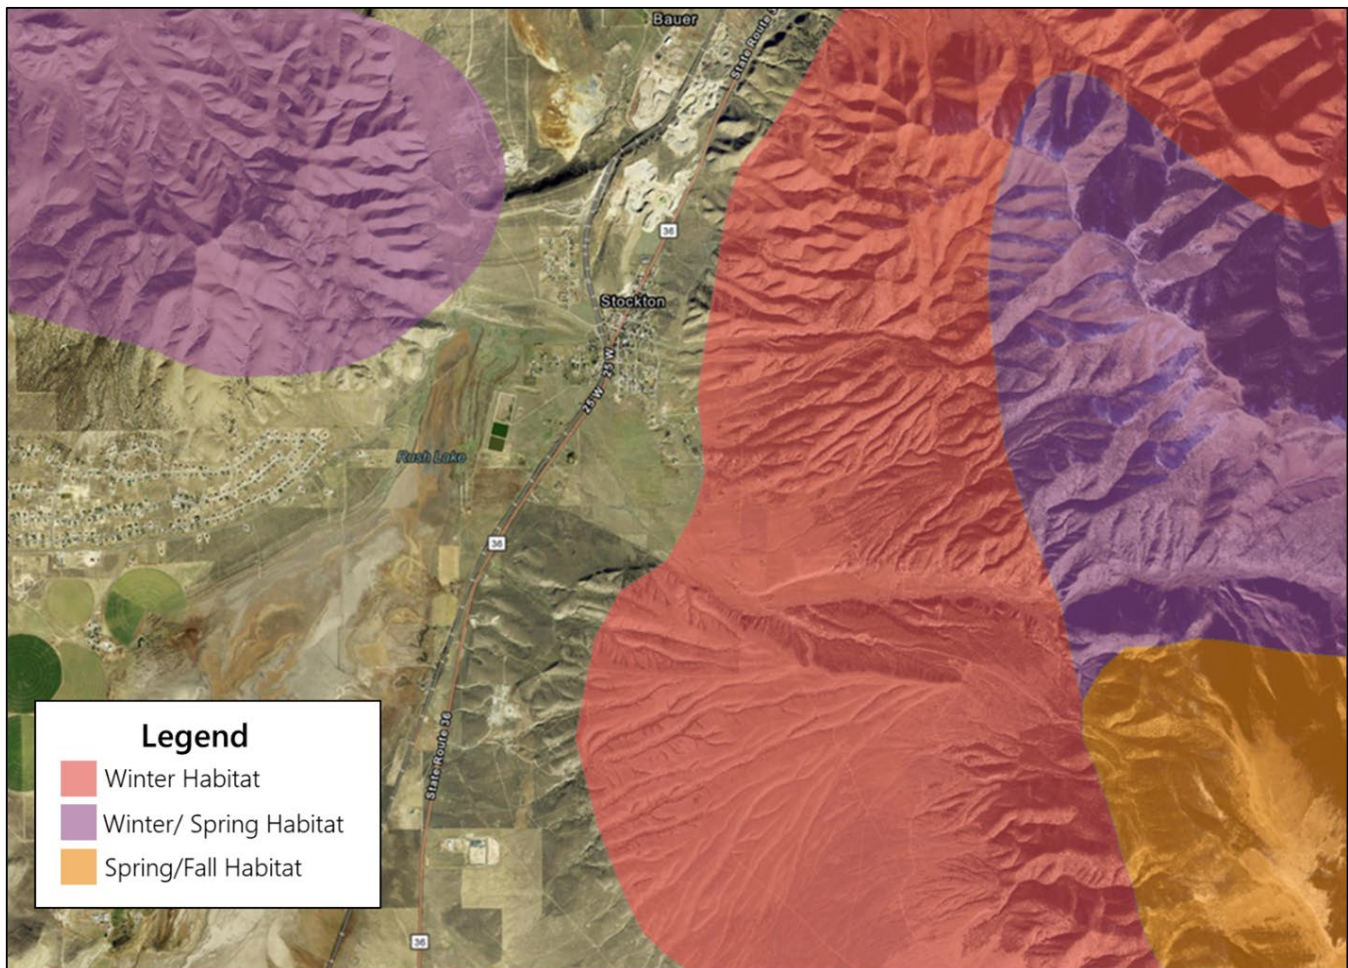 Bauer
State Route 3
36
Stockton
25 W
25 W
Rush Lake
36
State Route 36
36
Legend
Winter Habitat
Winter/ Spring Habitat
Spring/Fall Habitat